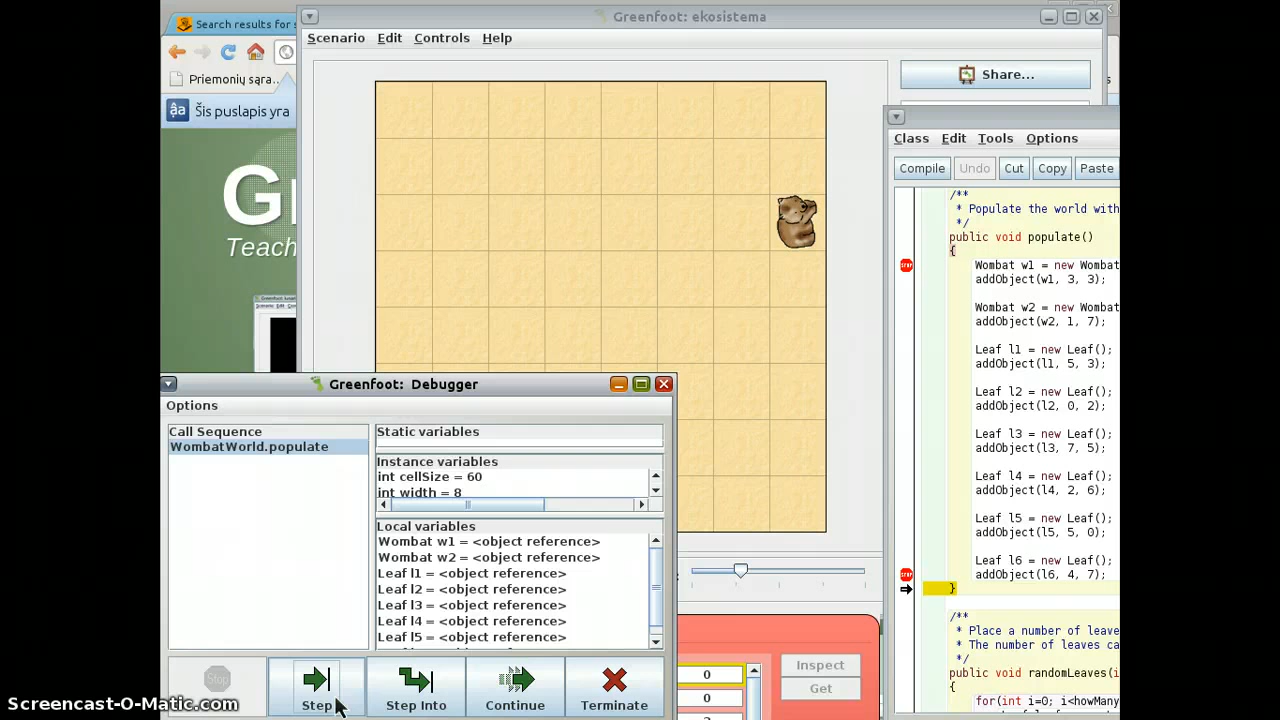 Search results for s
Greenfoot: ekosistema
Scenario Edit Controls Help
Priemonių sąra..
Share...
Šis puslapis yra
Class Edit Tools Options
Compile Undo Cut Copy Paste
G
Teach
/**
* Populate the world with
*/
public void populate()
{
Wombat w1 = new Wombat
addObject(w1, 3, 3);
Wombat w2 = new Wombat
addObject(w2, 1, 7);
Leaf l1 = new Leaf();
addObject(l1, 5, 3);
Leaf l2 = new Leaf();
addObject(l2, 0, 2);
Leaf l3 = new Leaf();
addObject(l3, 7, 5);
Leaf l4 = new Leaf();
addObject(l4, 2, 6);
Leaf l5 = new Leaf();
addObject(l5, 5, 0);
Leaf l6 = new Leaf();
addObject(l6, 4, 7);
}
/**
* Place a number of leaves
* The number of leaves ca
*/
public void randomLeaves(i
{
for(int i=0; i<howMany
Greenfoot: Debugger
Options
Call Sequence
WombatWorld.populate
Static variables
Instance variables
int cellSize = 60
int width = 8
Local variables
Wombat w1 = <object reference>
Wombat w2 = <object reference>
Leaf l1 = <object reference>
Leaf l2 = <object reference>
Leaf l3 = <object reference>
Leaf l4 = <object reference>
Leaf l5 = <object reference>
Stop Step Step Into Continue Terminate
0
0
Inspect
Get
Screencast-O-Matic.com